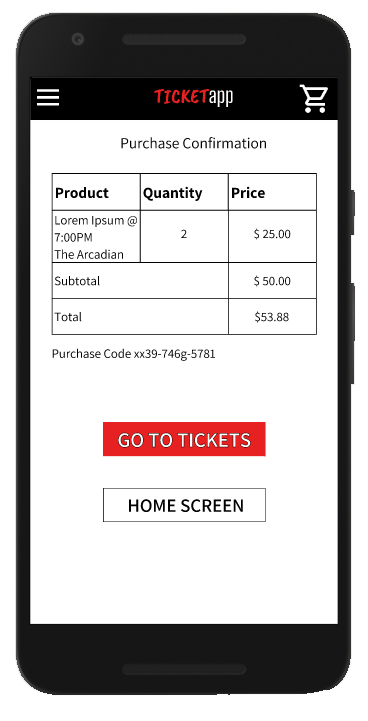 TICKETapp
Purchase Confirmation
Product Quantity Price
Lorem Ipsum @
7:00PM
The Arcadian
2 $ 25.00
Subtotal $ 50.00
Total $53.88
Purchase Code xx39-746g-5781
GO TO TICKETS
HOME SCREEN